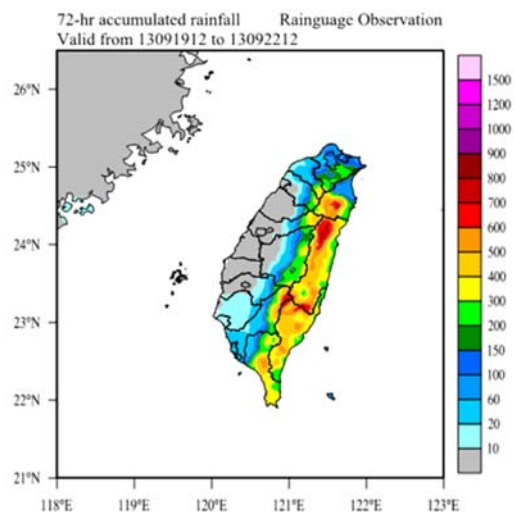 72-hr accumulated rainfall Rainguage Observation
Valid from 13091912 to 13092212
26°N
25°N
24°N
23°N
22°N
21°N
118°E 119°E 120°E 121°E 122°E 123°E
1500
1200
1000
900
800
700
600
500
400
300
200
150
100
60
20
10